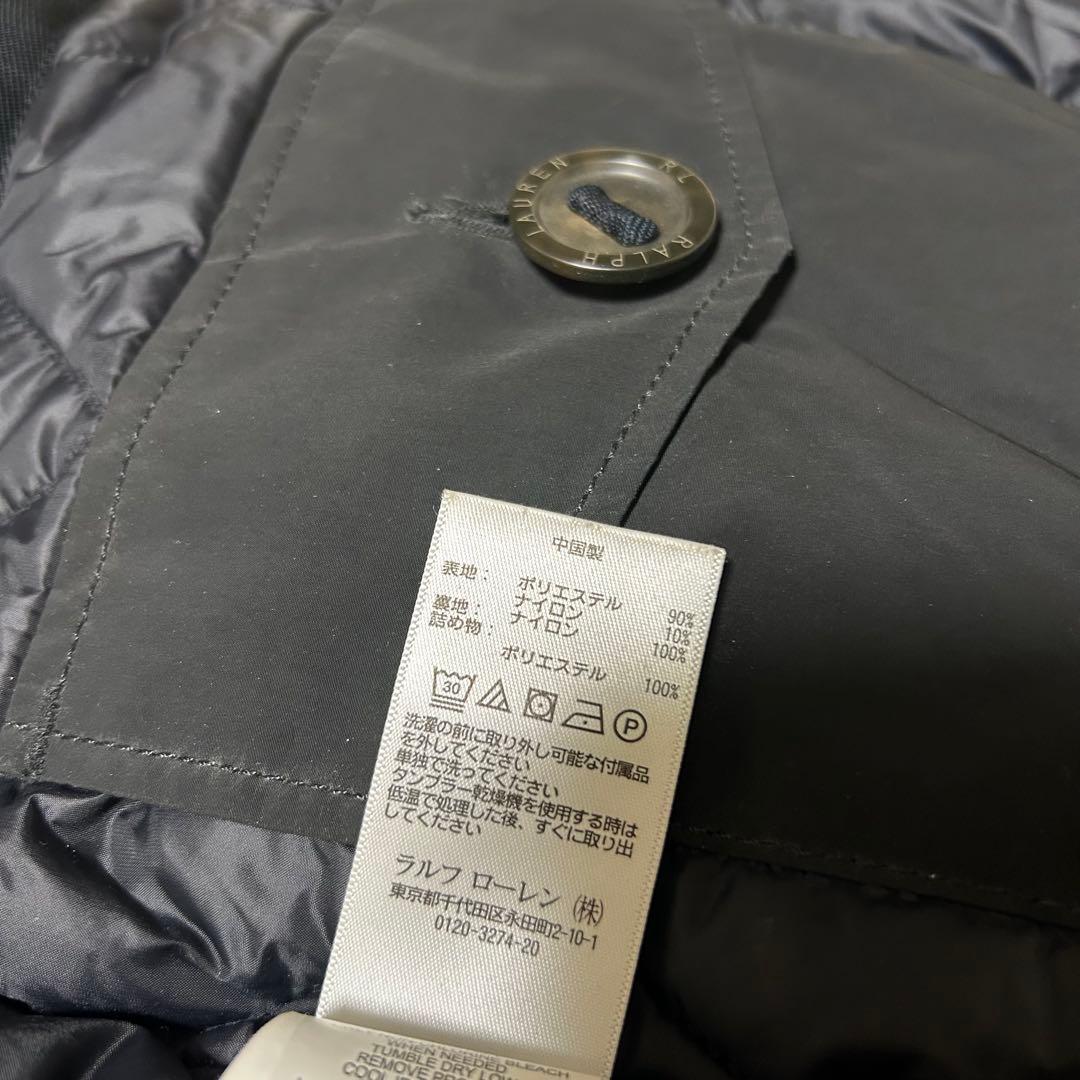 RL RALPH LAUREN
中国製
表地： ポリエステル 90%
ナイロン 10%
裏地： ナイロン 100%
詰め物：
ポリエステル 100%
30 P
洗濯の前に取り外し可能な付属品
を外してください
単独で洗ってください
タンブラー乾燥機を使用する時は
低温で処理した後、すぐに取り出
してください
ラルフ ローレン (株)
東京都千代田区永田町2-10-1
0120-3274-20
WHEN NEEDED
TUMBLE DRY LOW
REMOVE